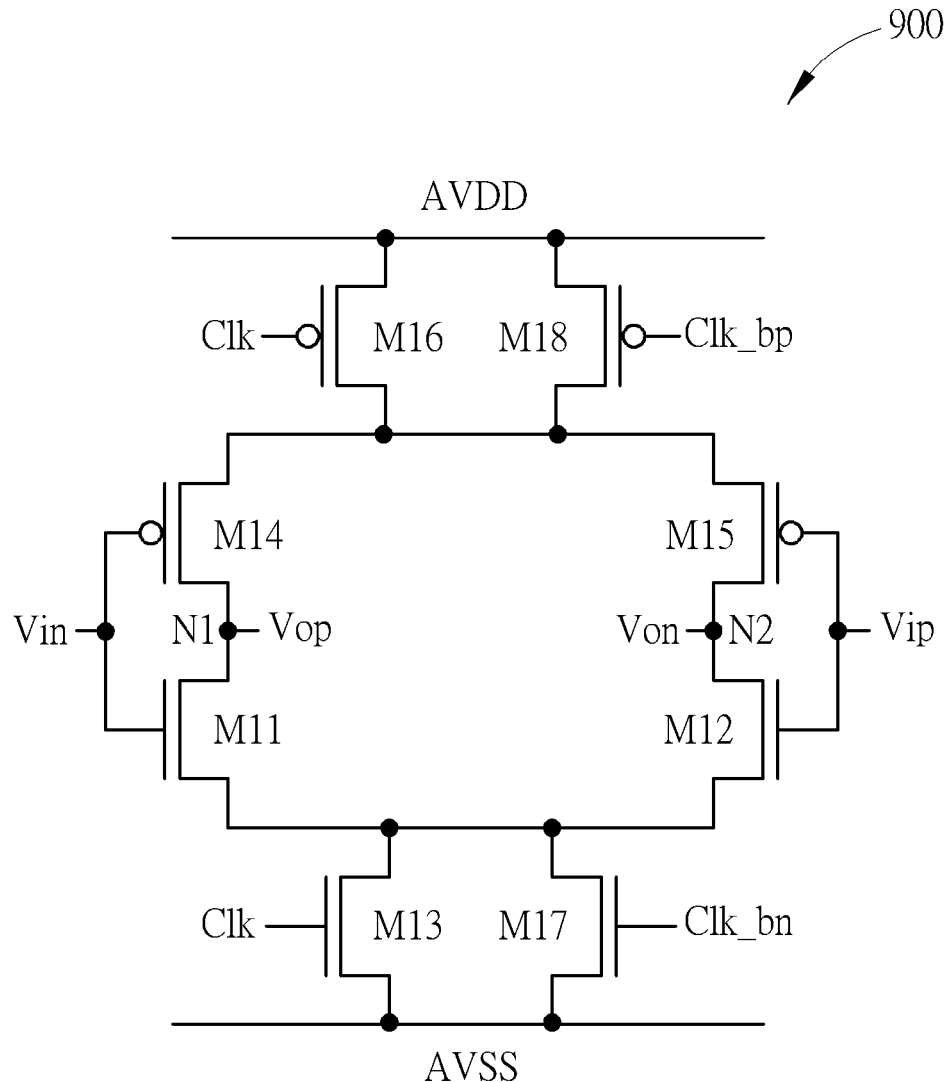 900
AVDD
Clk M16 M18 Clk_bp
M14 M15
Vin N1 Vop Von N2 Vip
M11 M12
Clk M13 M17 Clk_bn
AVSS